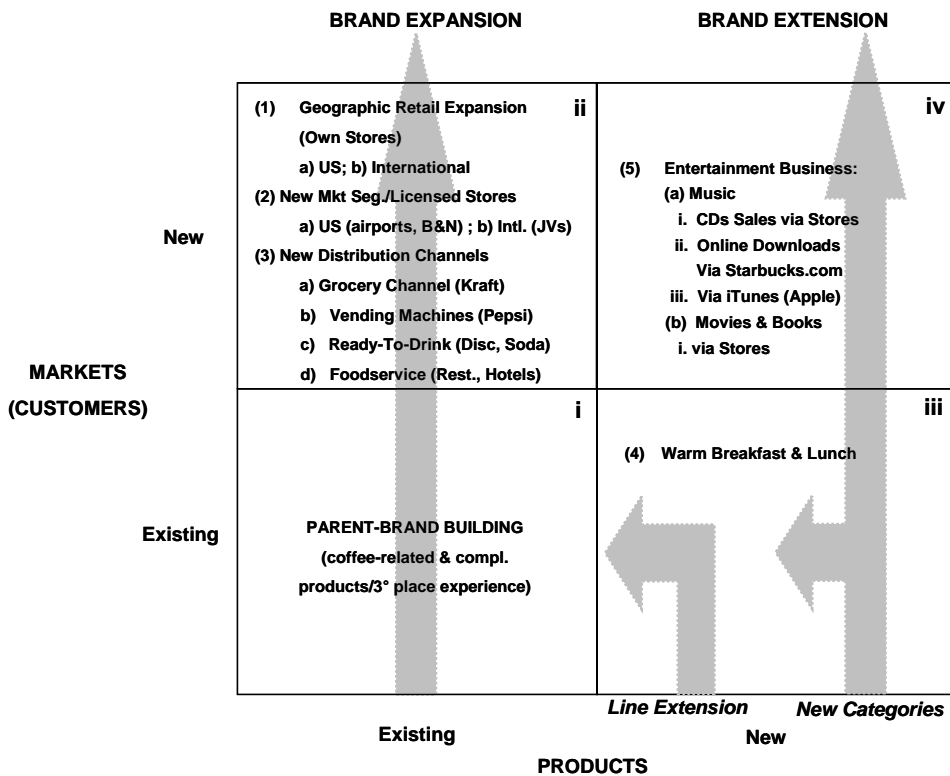 BRAND EXPANSION
BRAND EXTENSION
(1) Geographic Retail Expansion
(Own Stores)
a) US; b) International
(2) New Mkt Seg./Licensed Stores
a) US (airports, B&N) ; b) Intl. (JVs)
(3) New Distribution Channels
a) Grocery Channel (Kraft)
b) Vending Machines (Pepsi)
c) Ready-To-Drink (Disc, Soda)
d) Foodservice (Rest., Hotels)
ii
iv
(5) Entertainment Business:
(a) Music
i. CDs Sales via Stores
ii. Online Downloads
Via Starbucks.com
iii. Via iTunes (Apple)
(b) Movies & Books
i. via Stores
New
MARKETS
(CUSTOMERS)
Existing
i
PARENT-BRAND BUILDING
(coffee-related & compl.
products/3° place experience)
iii
(4) Warm Breakfast & Lunch
Line Extension
New Categories
Existing
New
PRODUCTS